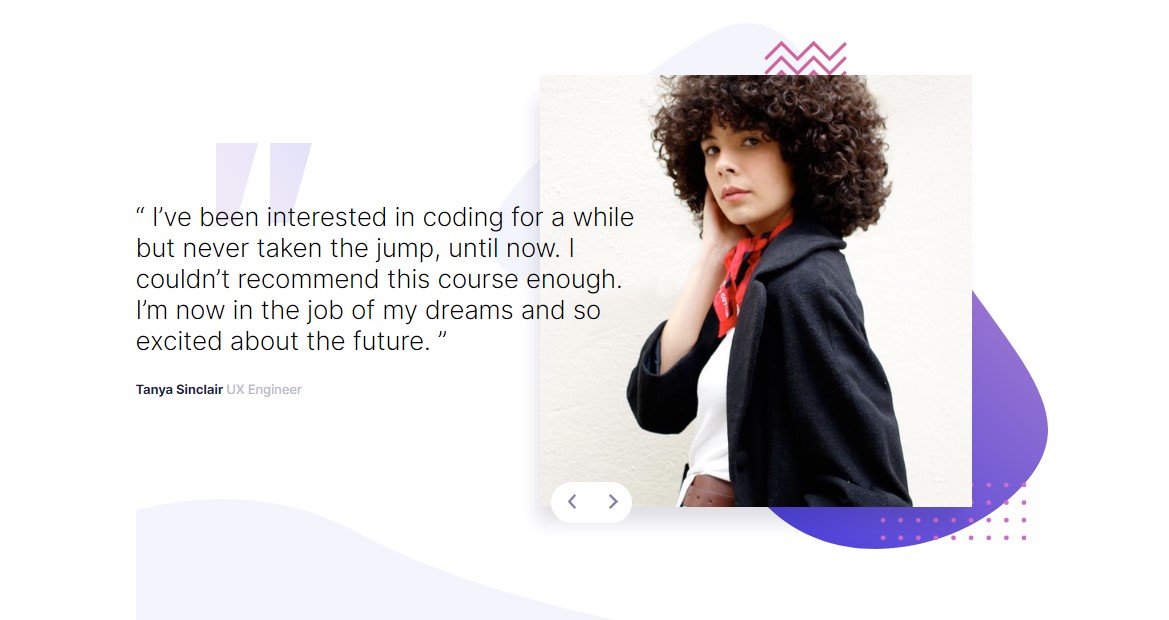 “ I’ve been interested in coding for a while
but never taken the jump, until now. I
couldn’t recommend this course enough.
I’m now in the job of my dreams and so
excited about the future. ”
Tanya Sinclair UX Engineer